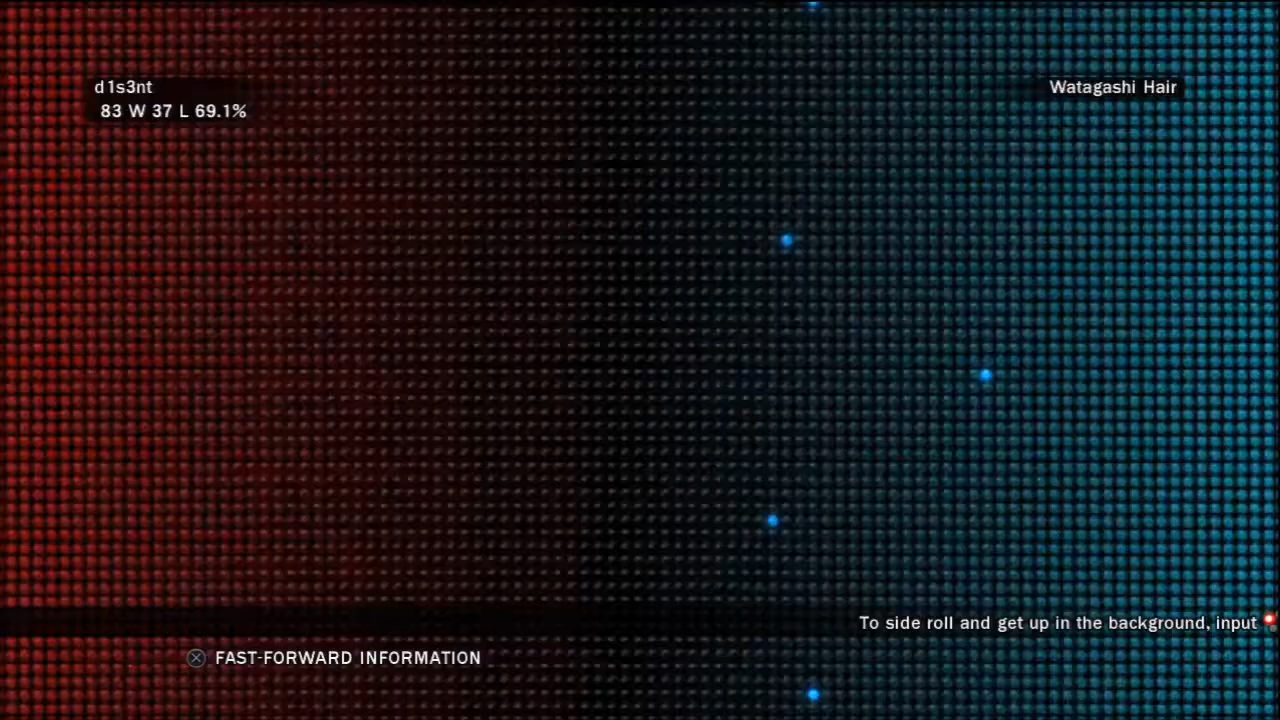 d1s3nt
83 W 37 L 69.1%
Watagashi Hair
To side roll and get up in the background, input
FAST-FORWARD INFORMATION